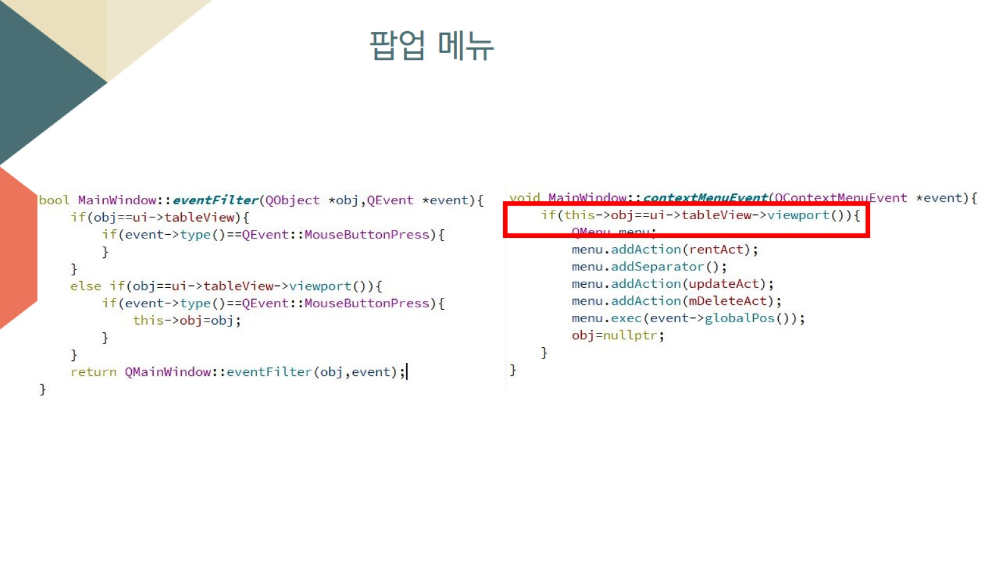 팝업 메뉴
bool MainWindow::eventFilter(QObject *obj,QEvent *event){
if(obj==ui->tableView){
if(event->type()==QEvent::MouseButtonPress){
}
}
else if(obj==ui->tableView->viewport()){
if(event->type()==QEvent::MouseButtonPress){
this->obj=obj;
}
}
return QMainWindow::eventFilter(obj,event);
}
void MainWindow::contextMenuEvent(QContextMenuEvent *event){
if(this->obj==ui->tableView->viewport()){
QMenu menu;
menu.addAction(rentAct);
menu.addSeparator();
menu.addAction(updateAct);
menu.addAction(mDeleteAct);
menu.exec(event->globalPos());
obj=nullptr;
}
}